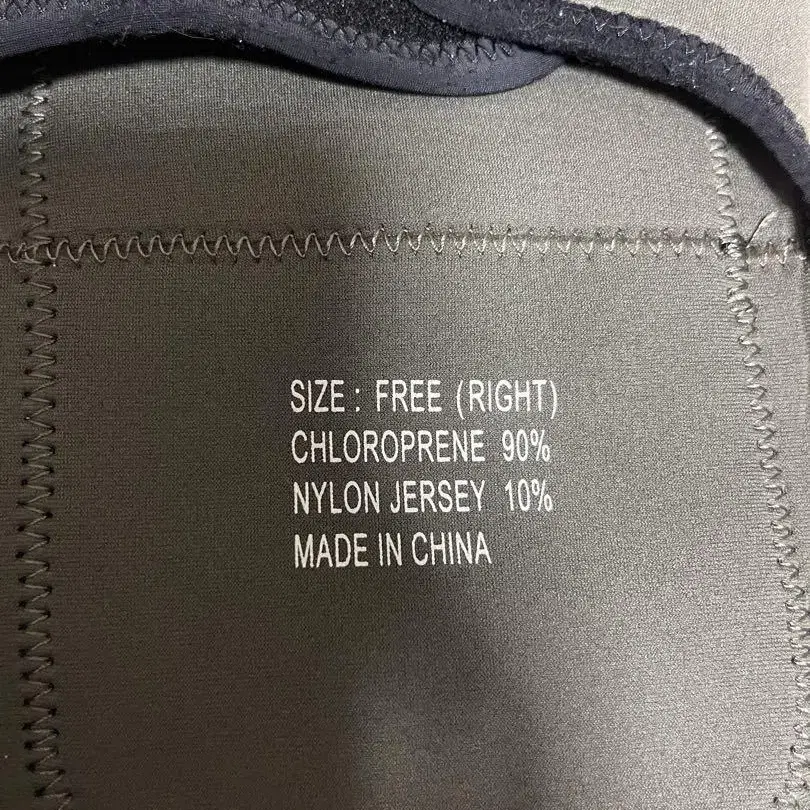 SIZE : FREE (RIGHT)
CHLOROPRENE 90%
NYLON JERSEY 10%
MADE IN CHINA